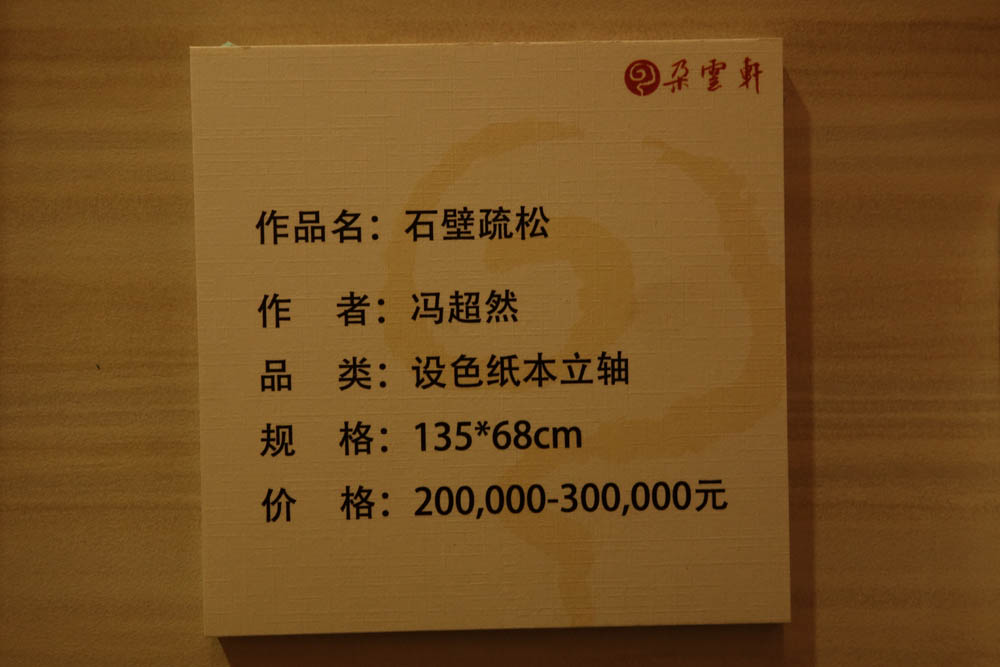 朵雲軒
作品名：石壁疏松
作 者：冯超然
品 类：设色纸本立轴
规 格：135*68cm
价 格：200,000-300,000元